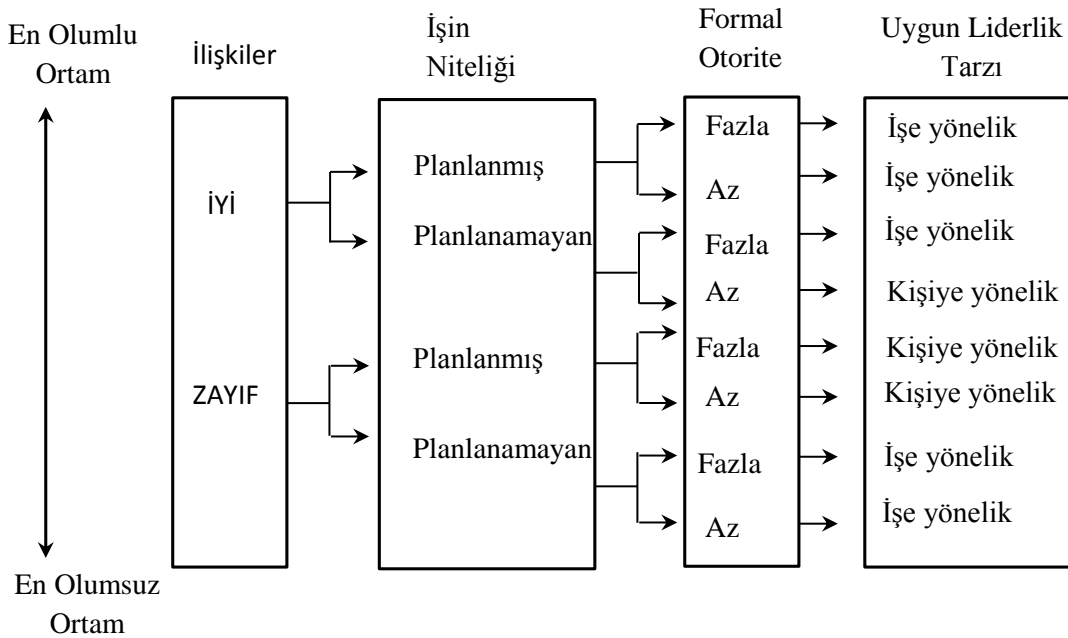 En Olumlu
Ortam
İlişkiler
İşin
Niteliği
Formal
Otorite
Uygun Liderlik
Tarzı
İYİ
ZAYIF
Planlanmış
Planlanamayan
Planlanmış
Planlanamayan
Fazla
Az
Fazla
Az
Fazla
Az
Fazla
Az
İşe yönelik
İşe yönelik
İşe yönelik
Kişiye yönelik
Kişiye yönelik
Kişiye yönelik
İşe yönelik
İşe yönelik
En Olumsuz
Ortam